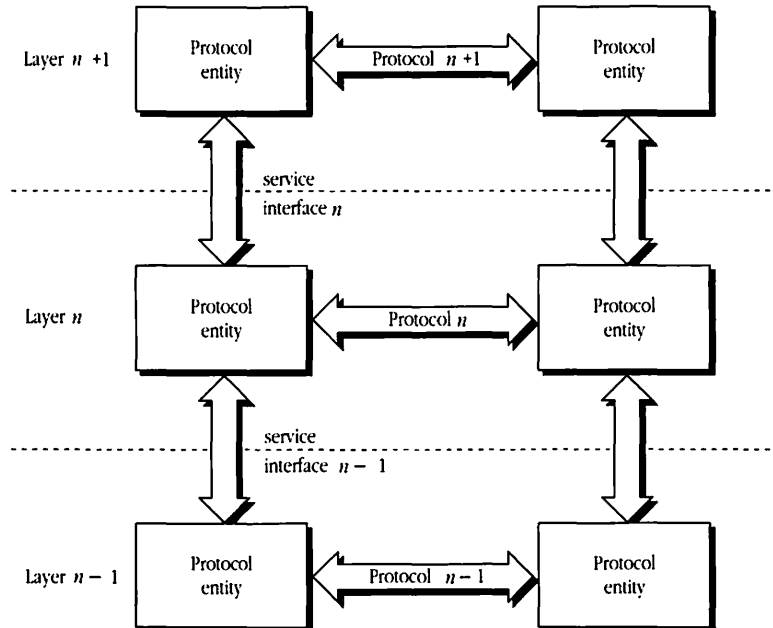 Layer n +1
Protocol
entity
Protocol n +1
Protocol
entity
service
interface n
Layer n
Protocol
entity
Protocol n
Protocol
entity
service
interface n − 1
Layer n − 1
Protocol
entity
Protocol n − 1
Protocol
entity